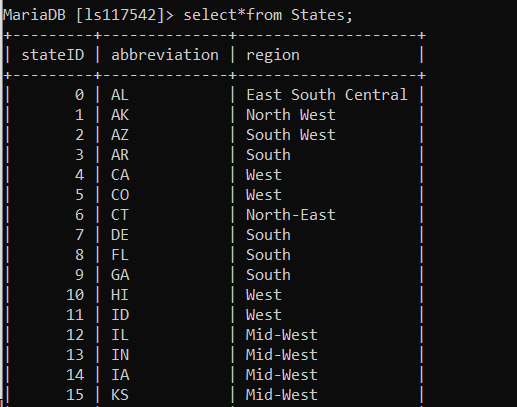 MariaDB [ls117542]> select*from States;
+---------+--------------+--------------------+
| stateID | abbreviation | region             |
+---------+--------------+--------------------+
|       0 | AL           | East South Central |
|       1 | AK           | North West         |
|       2 | AZ           | South West         |
|       3 | AR           | South              |
|       4 | CA           | West               |
|       5 | CO           | West               |
|       6 | CT           | North-East         |
|       7 | DE           | South              |
|       8 | FL           | South              |
|       9 | GA           | South              |
|      10 | HI           | West               |
|      11 | ID           | West               |
|      12 | IL           | Mid-West           |
|      13 | IN           | Mid-West           |
|      14 | IA           | Mid-West           |
|      15 | KS           | Mid-West           |